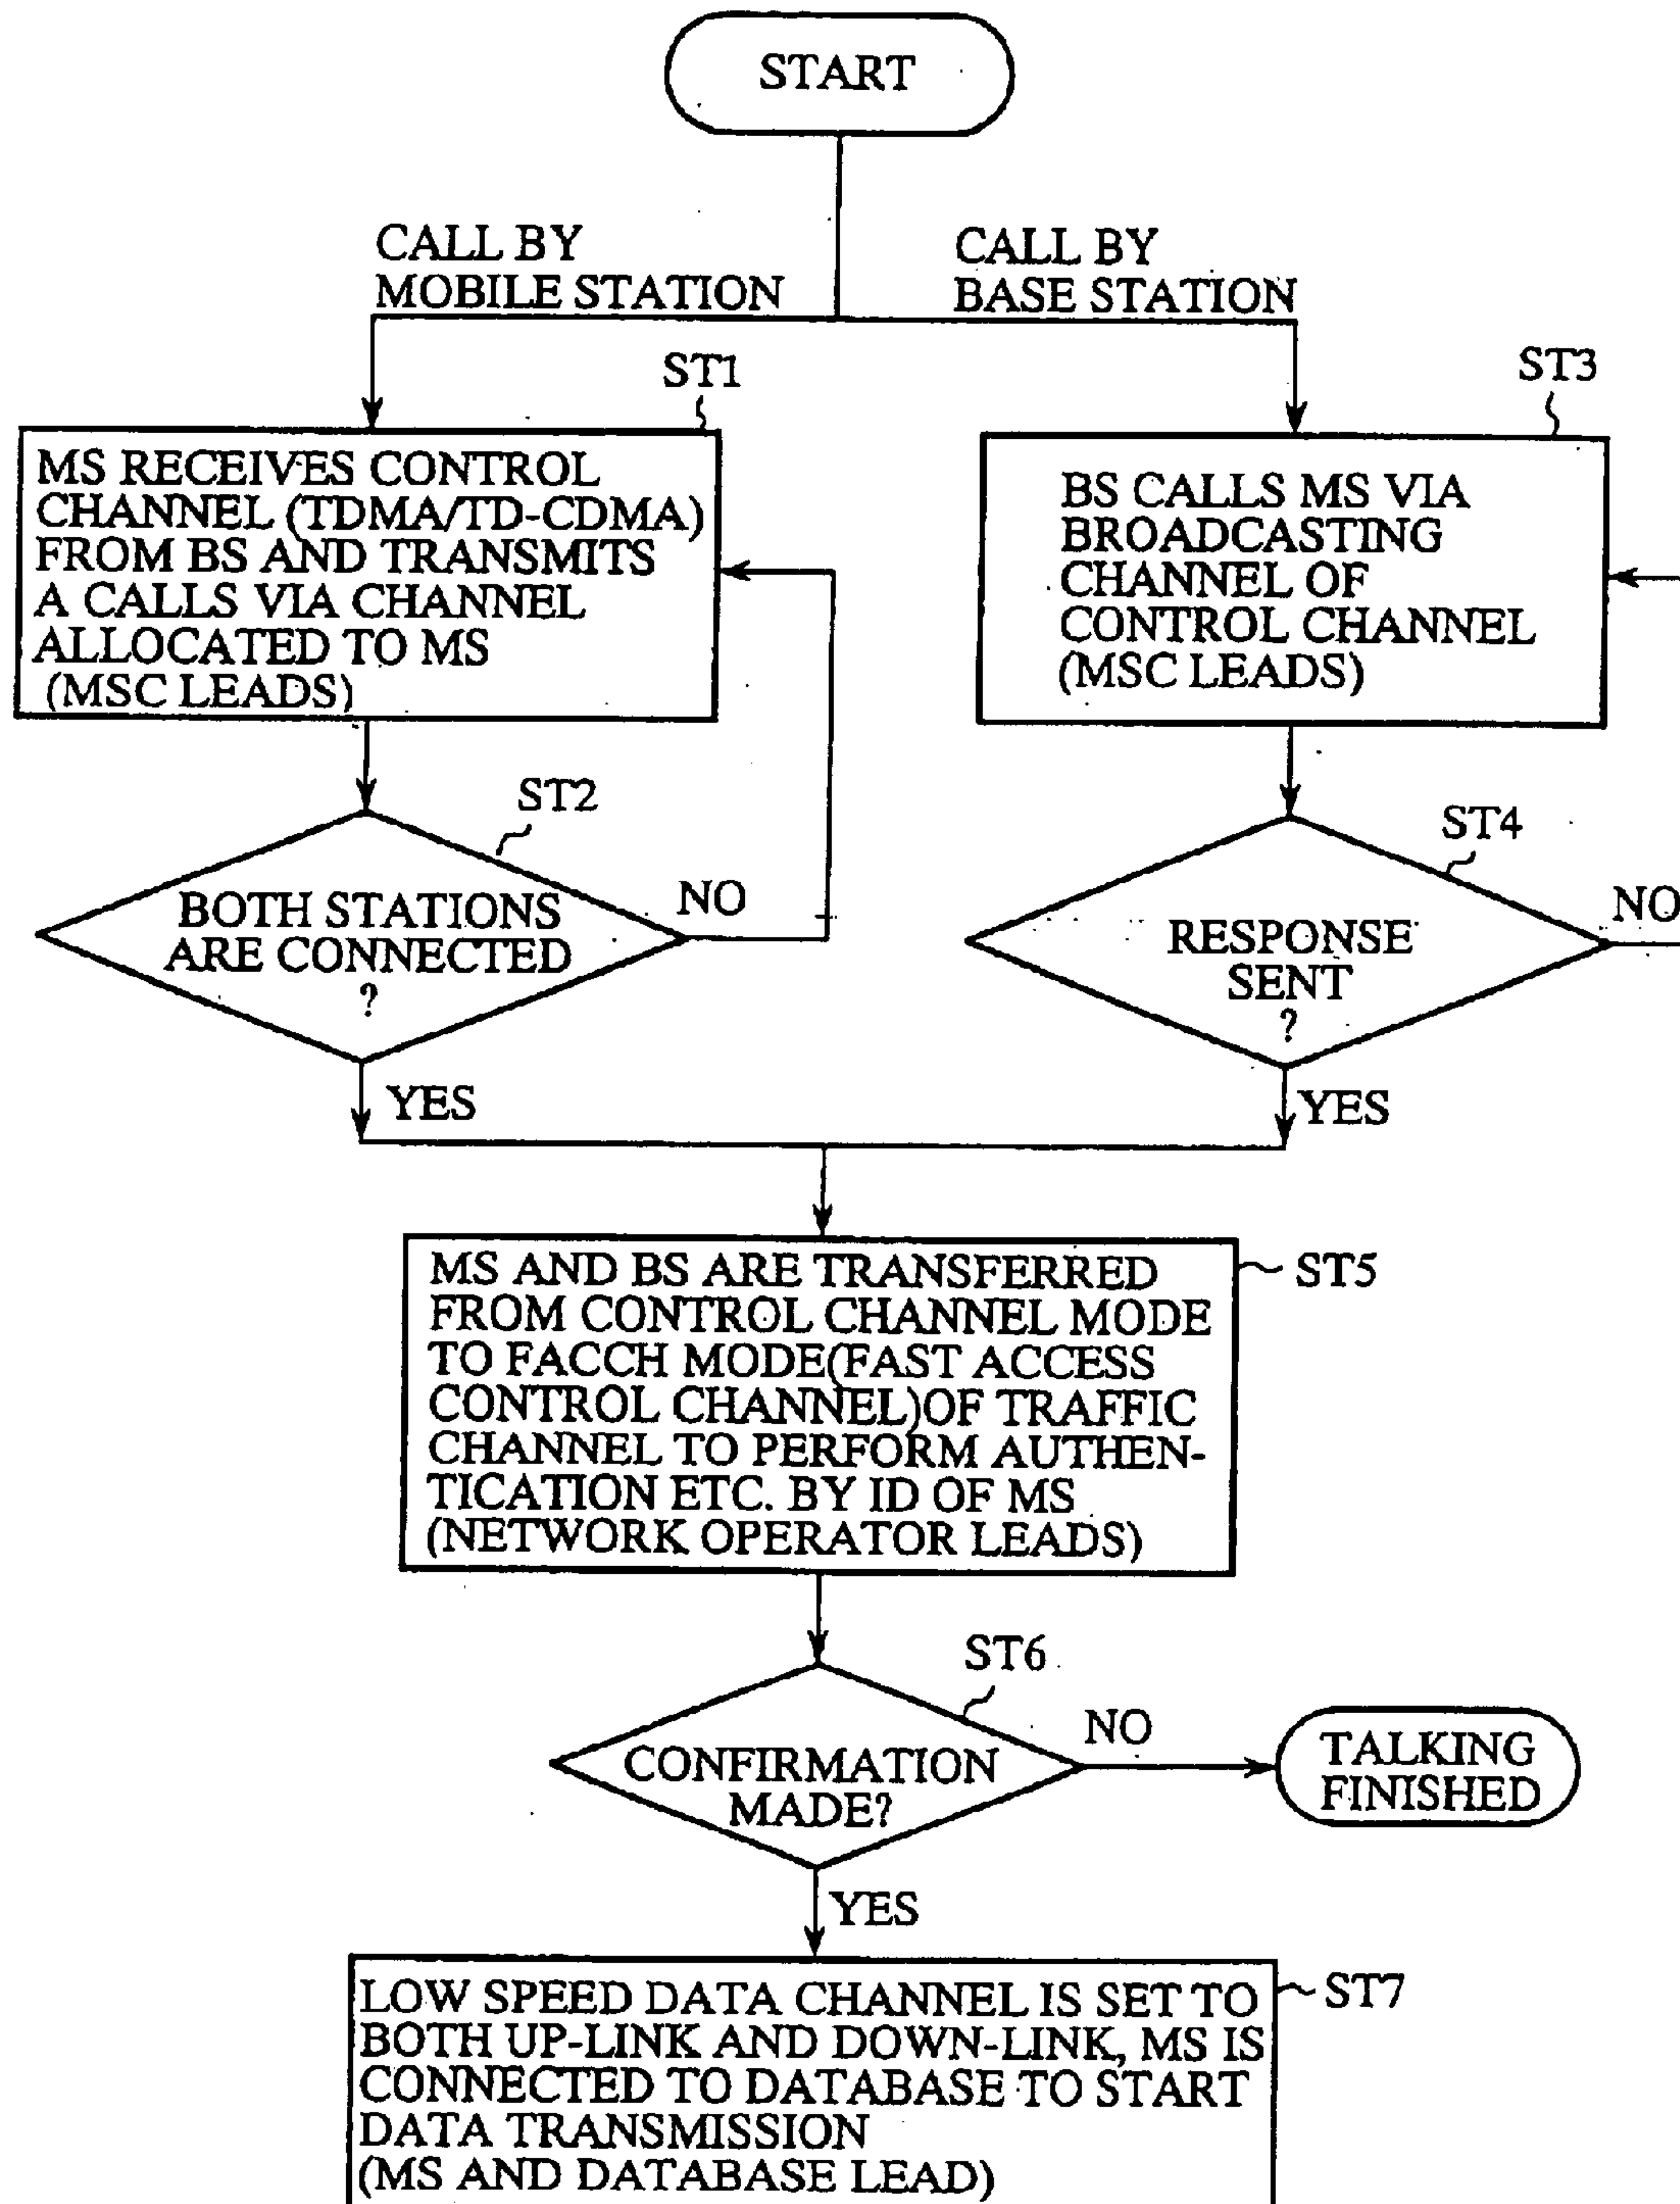 START
CALL BY
MOBILE STATION
CALL BY
BASE STATION
ST1
MS RECEIVES CONTROL
CHANNEL (TDMA/TD-CDMA)
FROM BS AND TRANSMITS
A CALLS VIA CHANNEL
ALLOCATED TO MS
(MSC LEADS)
ST3
BS CALLS MS VIA
BROADCASTING
CHANNEL OF
CONTROL CHANNEL
(MSC LEADS)
ST2
BOTH STATIONS
ARE CONNECTED
?
NO
YES
ST4
RESPONSE
SENT
?
NO
YES
ST5
MS AND BS ARE TRANSFERRED
FROM CONTROL CHANNEL MODE
TO FACCH MODE(FAST ACCESS
CONTROL CHANNEL)OF TRAFFIC
CHANNEL TO PERFORM AUTHEN-
TICATION ETC. BY ID OF MS
(NETWORK OPERATOR LEADS)
ST6
CONFIRMATION
MADE?
NO
TALKING
FINISHED
YES
ST7
LOW SPEED DATA CHANNEL IS SET TO
BOTH UP-LINK AND DOWN-LINK, MS IS
CONNECTED TO DATABASE TO START
DATA TRANSMISSION
(MS AND DATABASE LEAD)